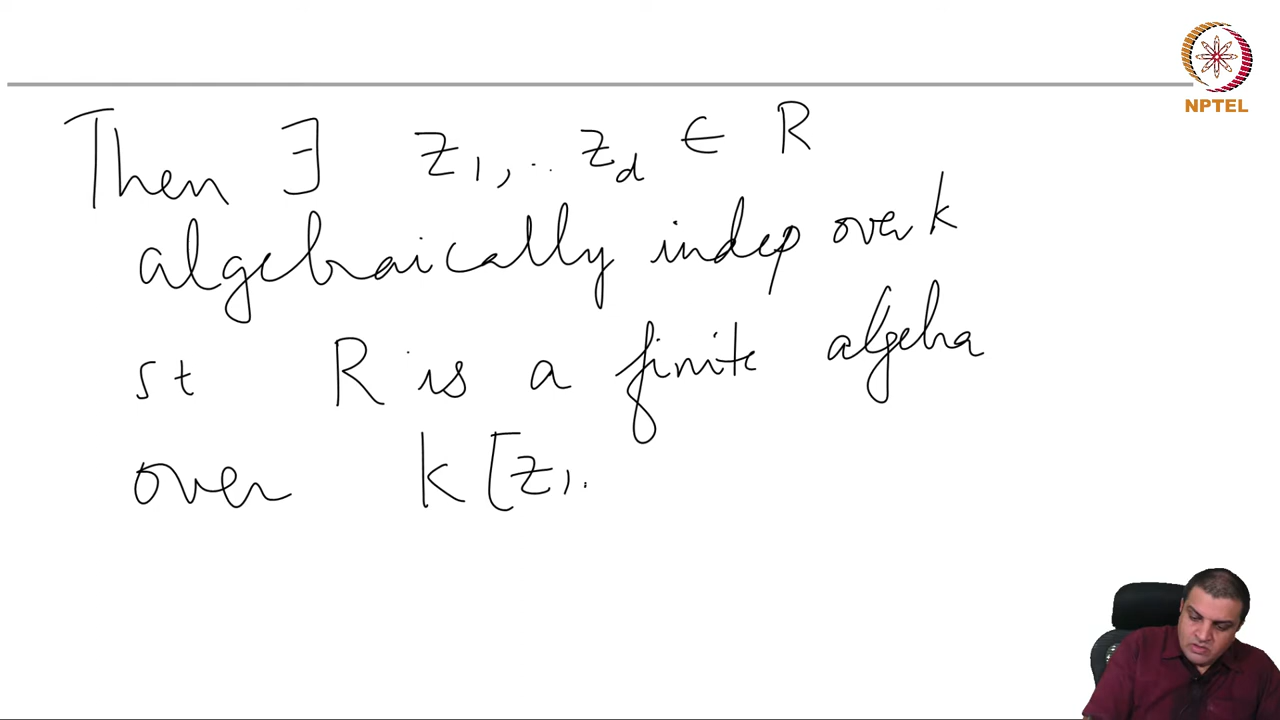 NPTEL
Then ∃ z₁, .. z_d ∈ R
algebraically indep over k
st R is a finite algebra
over k [z₁.